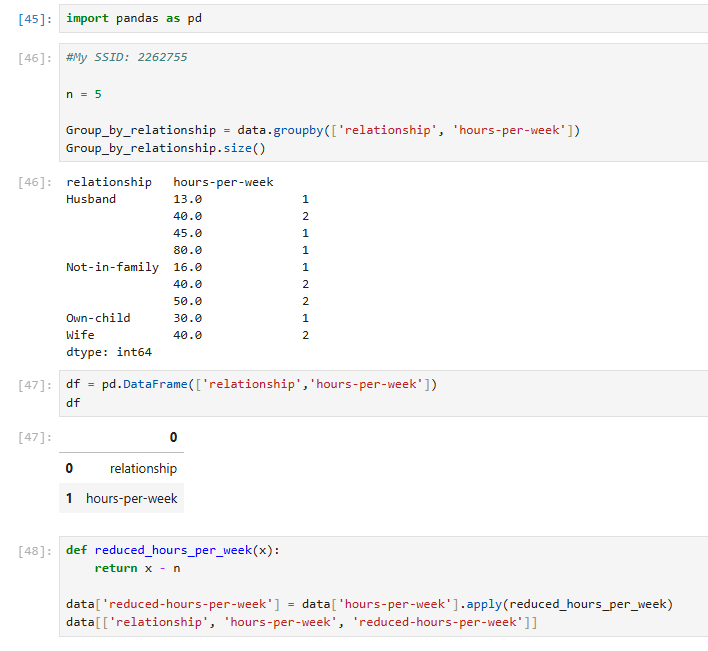 [45]: import pandas as pd
[46]: #My SSID: 2262755
n = 5
Group_by_relationship = data.groupby(['relationship', 'hours-per-week'])
Group_by_relationship.size()
[46]: relationship hours-per-week
Husband 13.0 1
40.0 2
45.0 1
80.0 1
Not-in-family 16.0 1
40.0 2
50.0 2
Own-child 30.0 1
Wife 40.0 2
dtype: int64
[47]: df = pd.DataFrame(['relationship','hours-per-week'])
df
[47]: 0
0 relationship
1 hours-per-week
[48]: def reduced_hours_per_week(x):
return x - n
data['reduced-hours-per-week'] = data['hours-per-week'].apply(reduced_hours_per_week)
data[['relationship', 'hours-per-week', 'reduced-hours-per-week']]